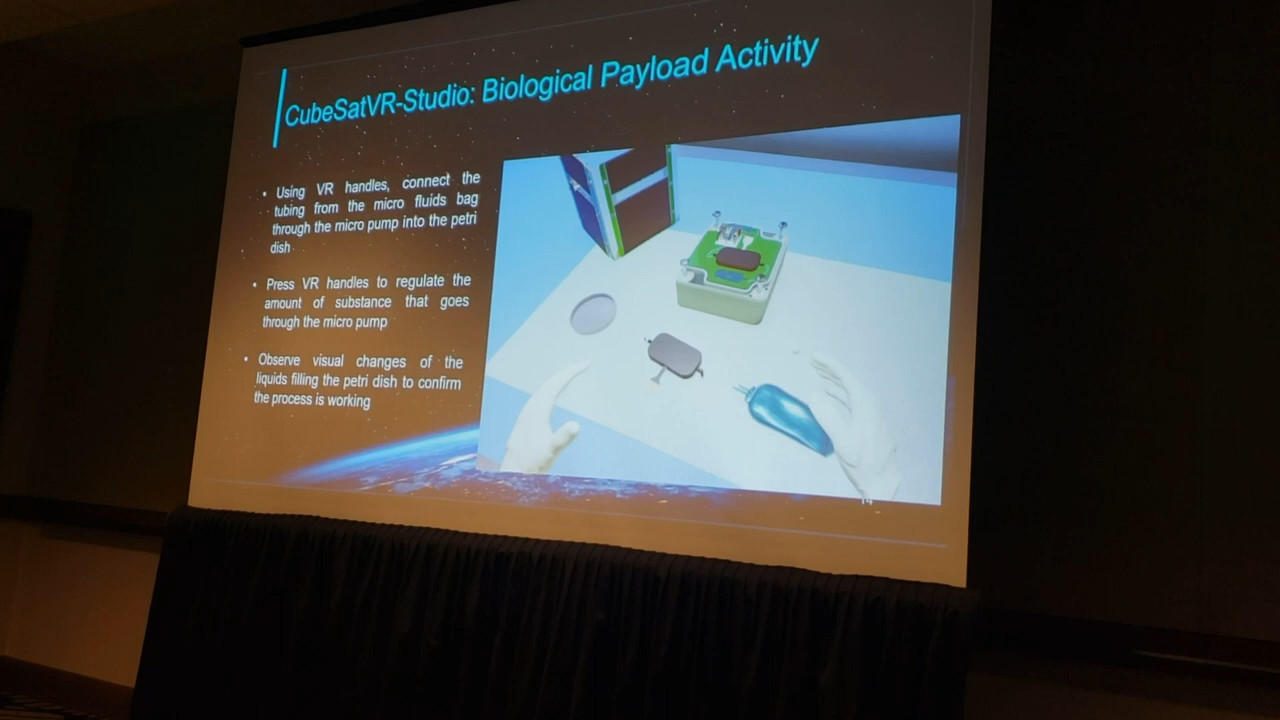 CubeSatVR-Studio: Biological Payload Activity
• Using VR handles, connect the
tubing from the micro fluids bag
through the micro pump into the petri
dish
• Press VR handles to regulate the
amount of substance that goes
through the micro pump
• Observe visual changes of the
liquids filling the petri dish to confirm
the process is working
14